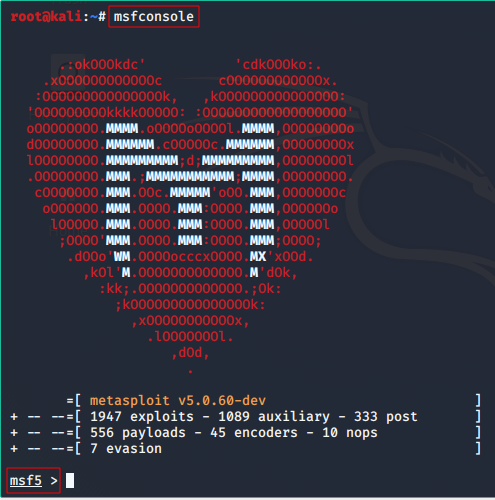 root@kali:~# msfconsole
.:okOOOkdc'           'cdkOOOko:.
.xOOOOOOOOOOOOc       cOOOOOOOOOOOOx.
:OOOOOOOOOOOOOOOk,   ,kOOOOOOOOOOOOOOO:
'OOOOOOOOOkkkkOOOOO: :OOOOOOOOOOOOOOOOOO'
oOOOOOOOO.MMMM.oOOOOoOOOOl.MMMM,OOOOOOOOo
dOOOOOOOO.MMMMMM.cOOOOOc.MMMMMM,OOOOOOOOx
lOOOOOOOO.MMMMMMMMM;d;MMMMMMMMM,OOOOOOOOl
.OOOOOOOO.MMM.;MMMMMMMMMMM;MMMM,OOOOOOOO.
cOOOOOOO.MMM.OOc.MMMMM'oOO.MMM,OOOOOOOc
oOOOOOO.MMM.OOOO.MMM:OOOO.MMM,OOOOOOo
lOOOOO.MMM.OOOO.MMM:OOOO.MMM,OOOOOl
;OOOO'MMM.OOOO.MMM:OOOO.MMM;OOOO;
.dOOo'WM.OOOOocccxOOOO.MX'xOOd.
,kOl'M.OOOOOOOOOOOOO.M'dOk,
:kk;.OOOOOOOOOOOOO.;Ok:
;kOOOOOOOOOOOOOOOk:
,xOOOOOOOOOOOx,
.lOOOOOOOl.
,dOd,
.
=[ metasploit v5.0.60-dev                          ]
+ -- --=[ 1947 exploits - 1089 auxiliary - 333 post       ]
+ -- --=[ 556 payloads - 45 encoders - 10 nops            ]
+ -- --=[ 7 evasion                                       ]
msf5 >